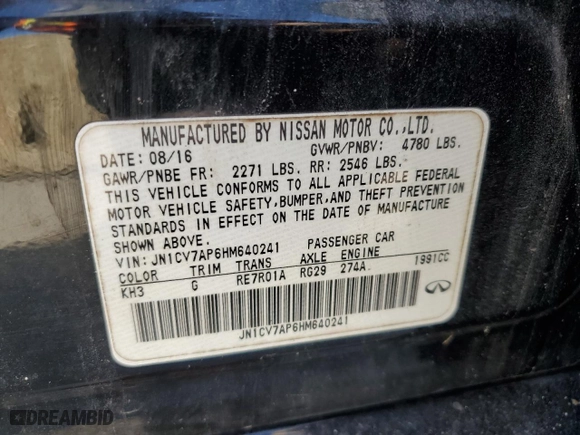 MANUFACTURED BY NISSAN MOTOR CO.,LTD.
DATE: 08/16 GVWR/PNBV: 4780 LBS.
GAWR/PNBE FR: 2271 LBS. RR: 2546 LBS.
THIS VEHICLE CONFORMS TO ALL APPLICABLE FEDERAL
MOTOR VEHICLE SAFETY, BUMPER, AND THEFT PREVENTION
STANDARDS IN EFFECT ON THE DATE OF MANUFACTURE
SHOWN ABOVE.
VIN: JN1CV7AP6HM640241 PASSENGER CAR
COLOR TRIM TRANS AXLE ENGINE
KH3 G RE7R01A RG29 274A. 1991CC
JN1CV7AP6HM640241
DREAMBID